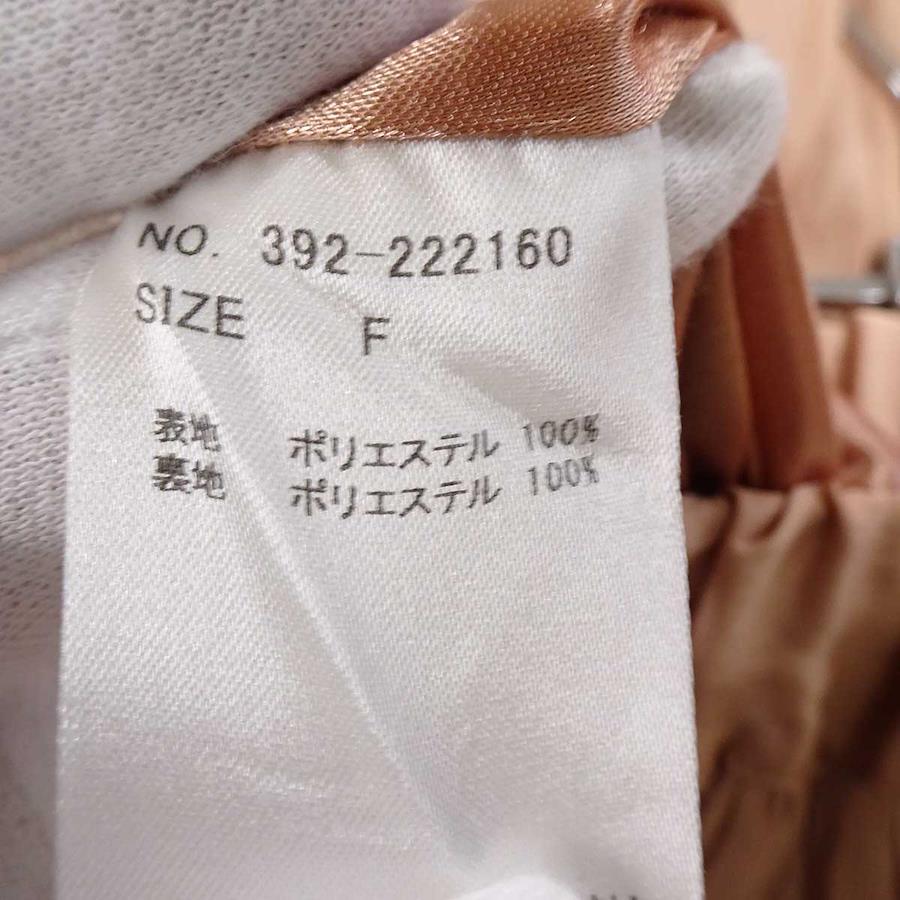 NO. 392-222160
SIZE F
表地 ポリエステル 100%
裏地 ポリエステル 100%